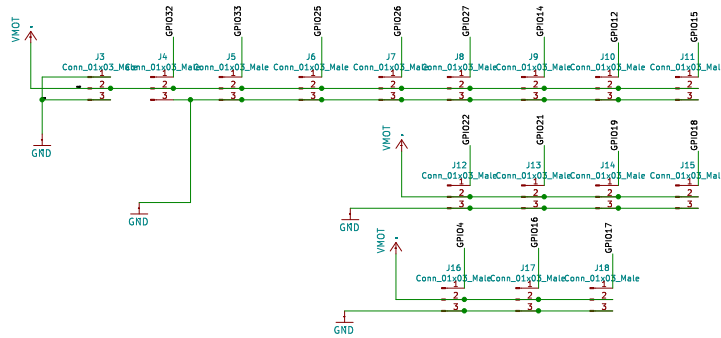 VMOT GPIO32 GPIO33 GPIO25 GPIO26 GPIO27 GPIO14 GPIO12 GPIO15
J3 J4 J5 J6 J7 J8 J9 J10 J11
Conn_01x03_Male Conn_01x03_Male Conn_01x03_Male Conn_01x03_Male Conn_01x03_Male Conn_01x03_Male Conn_01x03_Male Conn_01x03_Male Conn_01x03_Male
1 1 1 1 1 1 1 1 1
2 2 2 2 2 2 2 2 2
3 3 3 3 3 3 3 3 3
GND
GND
VMOT GPIO22 GPIO21 GPIO19 GPIO18
J12 J13 J14 J15
Conn_01x03_Male Conn_01x03_Male Conn_01x03_Male Conn_01x03_Male
1 1 1 1
2 2 2 2
3 3 3 3
GND
VMOT GPIO4 GPIO16 GPIO17
J16 J17 J18
Conn_01x03_Male Conn_01x03_Male Conn_01x03_Male
1 1 1
2 2 2
3 3 3
GND